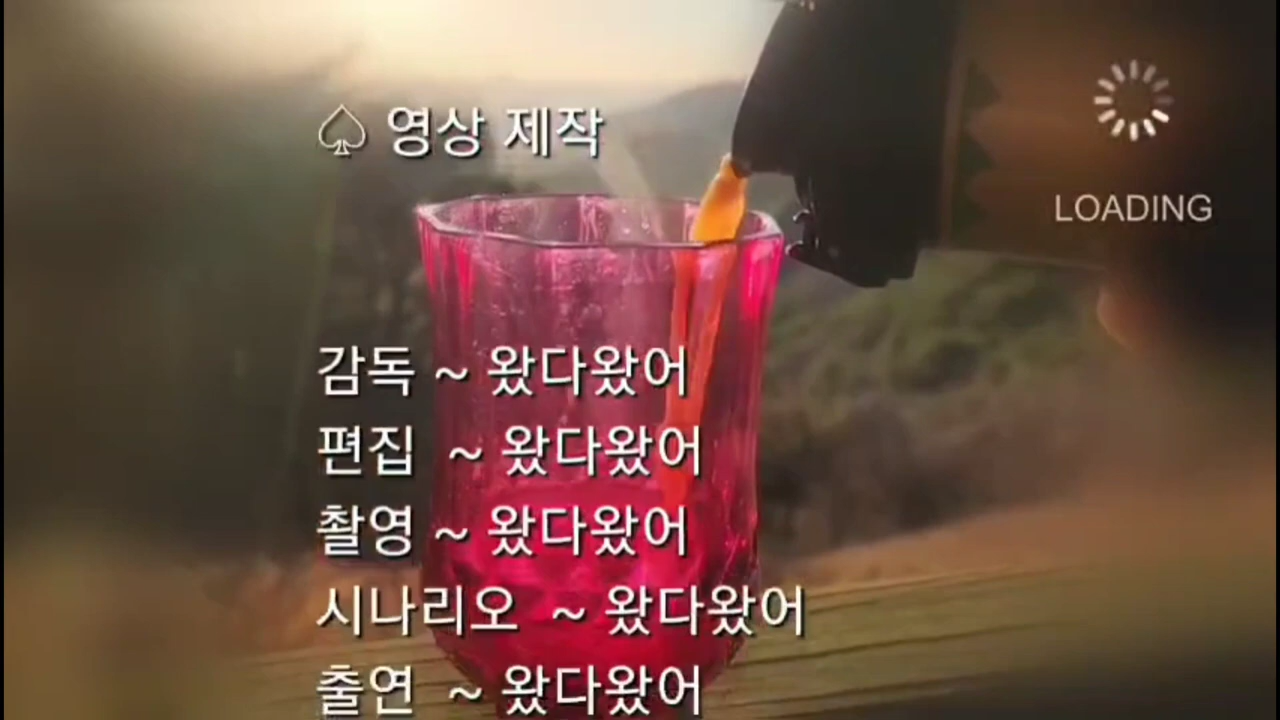 ♤ 영상 제작
LOADING
감독 ~ 왔다왔어
편집 ~ 왔다왔어
촬영 ~ 왔다왔어
시나리오 ~ 왔다왔어
출연 ~ 왔다왔어